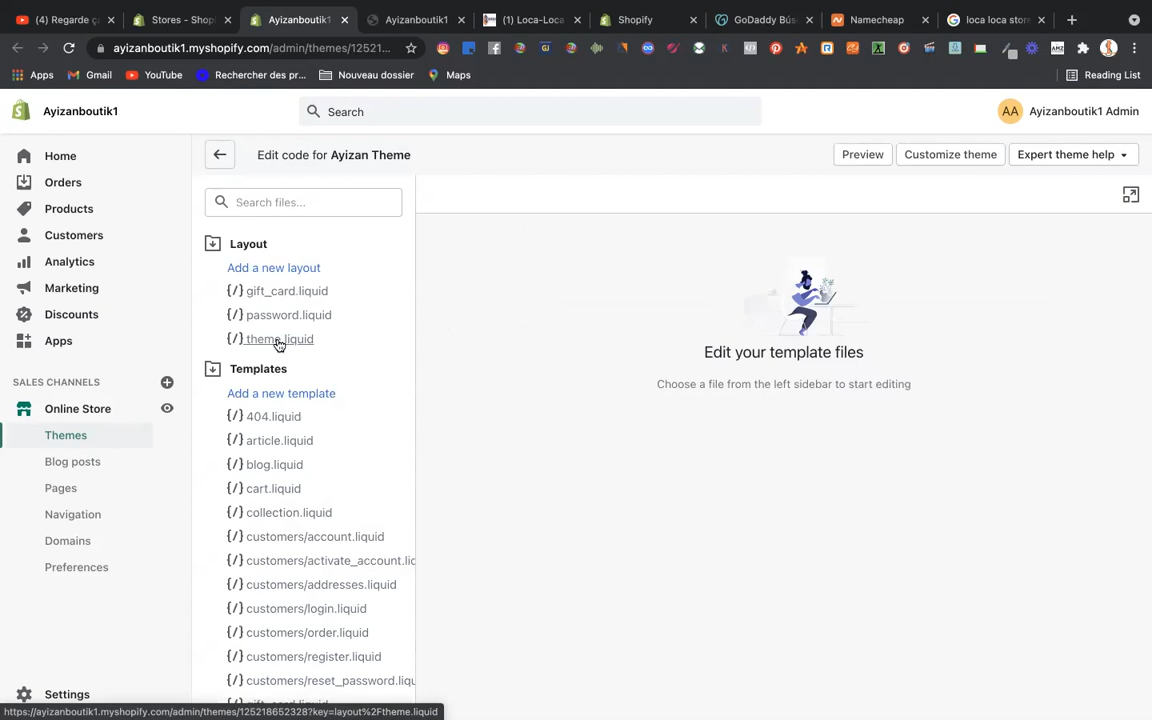 (4) Regarde ç
Stores - Shopi
Ayizanboutik1
Ayizanboutik1
(1) Loca-Loca
Shopify
GoDaddy Bús
Namecheap
loca loca store
ayizanboutik1.myshopify.com/admin/themes/12521...
Apps
Gmail
YouTube
Rechercher des pr...
Nouveau dossier
Maps
Reading List
Ayizanboutik1
Search
AA
Ayizanboutik1 Admin
Home
Orders
Products
Customers
Analytics
Marketing
Discounts
Apps
SALES CHANNELS
Online Store
Themes
Blog posts
Pages
Navigation
Domains
Preferences
Settings
Edit code for Ayizan Theme
Preview
Customize theme
Expert theme help
Search files...
Layout
Add a new layout
{/} gift_card.liquid
{/} password.liquid
{/} theme.liquid
Templates
Add a new template
{/} 404.liquid
{/} article.liquid
{/} blog.liquid
{/} cart.liquid
{/} collection.liquid
{/} customers/account.liquid
{/} customers/activate_account.liq
{/} customers/addresses.liquid
{/} customers/login.liquid
{/} customers/order.liquid
{/} customers/register.liquid
{/} customers/reset_password.liqu
Edit your template files
Choose a file from the left sidebar to start editing
https://ayizanboutik1.myshopify.com/admin/themes/125218652328?key=layout%2Ftheme.liquid